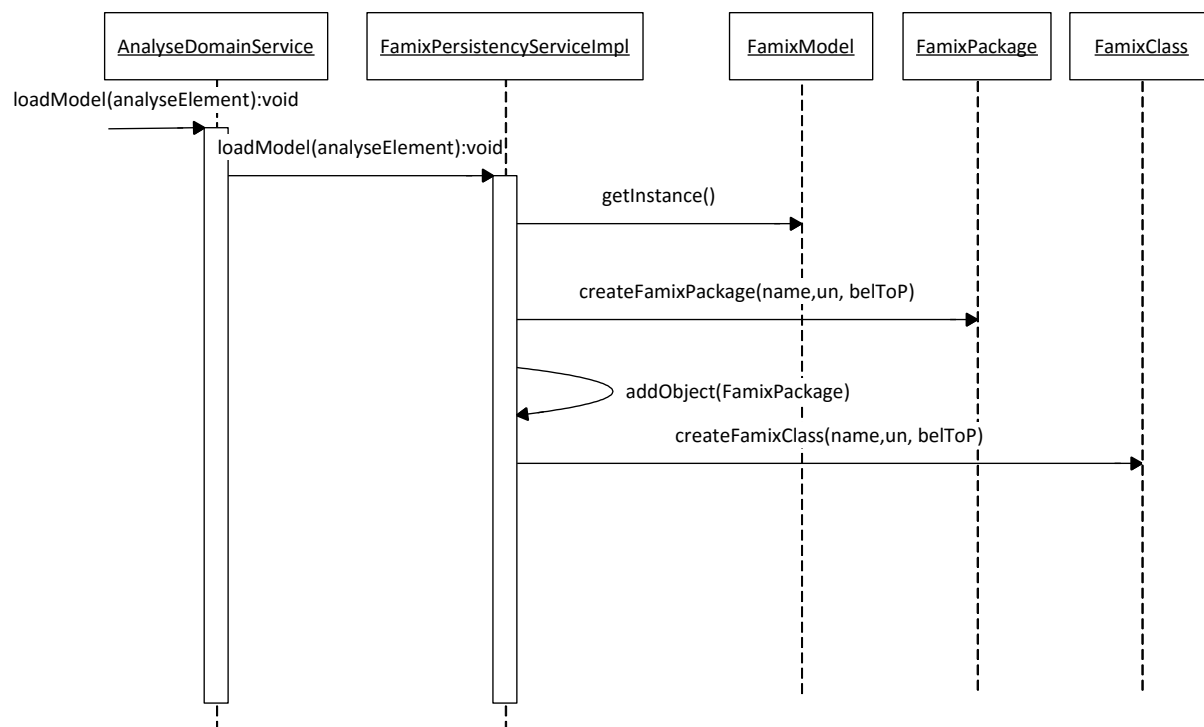 AnalyseDomainService
FamixPersistencyServiceImpl
FamixModel
FamixPackage
FamixClass
loadModel(analyseElement):void
loadModel(analyseElement):void
getInstance()
createFamixPackage(name,un, belToP)
addObject(FamixPackage)
createFamixClass(name,un, belToP)